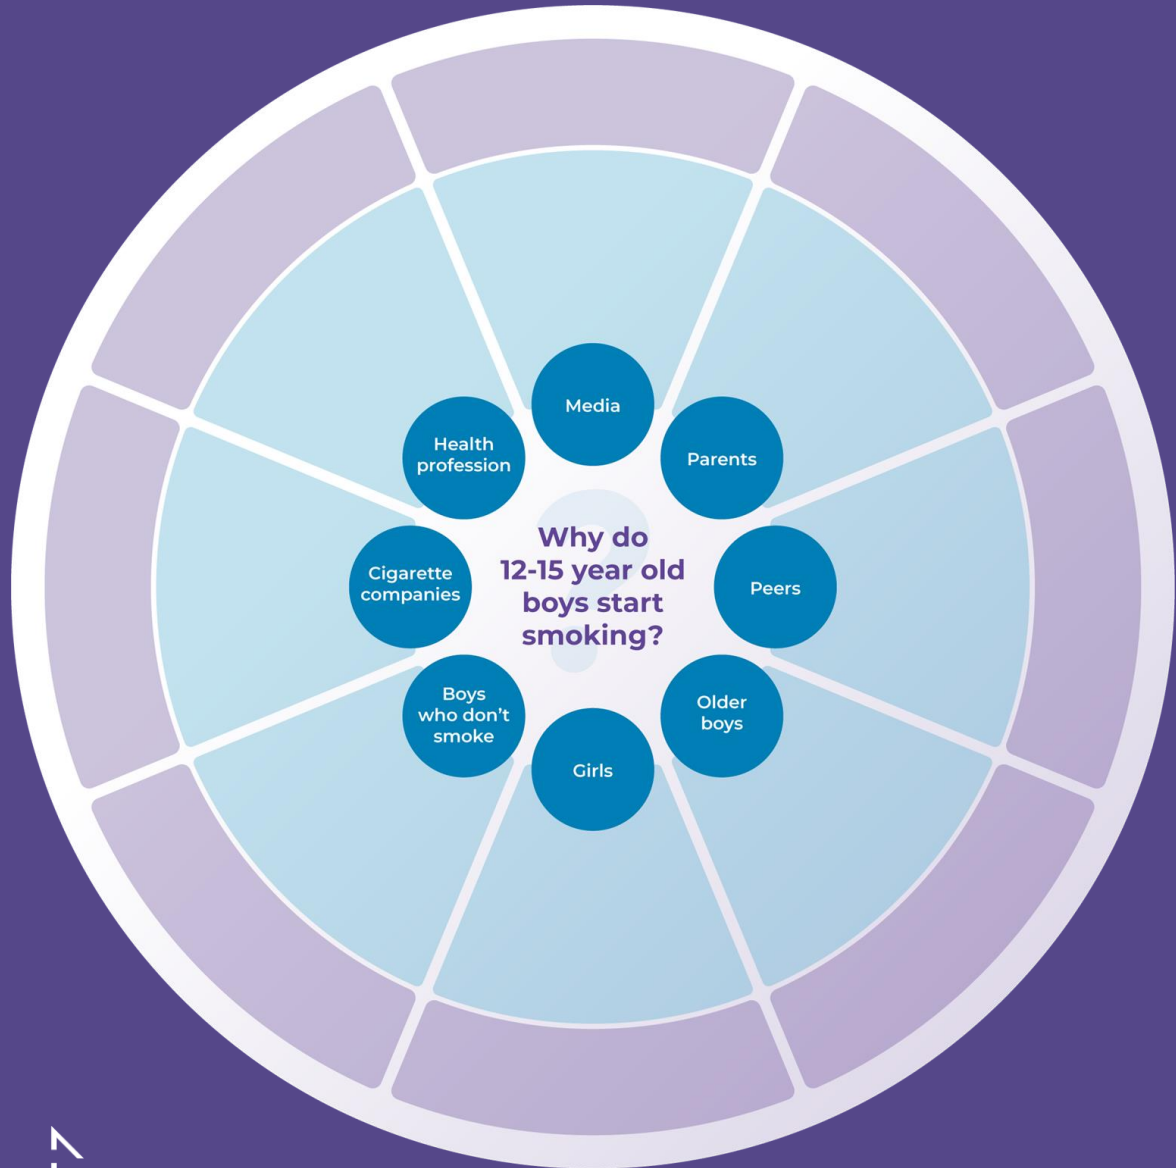 Media
Parents
Peers
Older
boys
Girls
Boys
who don't
smoke
Cigarette
companies
Health
profession
Why do
12-15 year old
boys start
smoking?